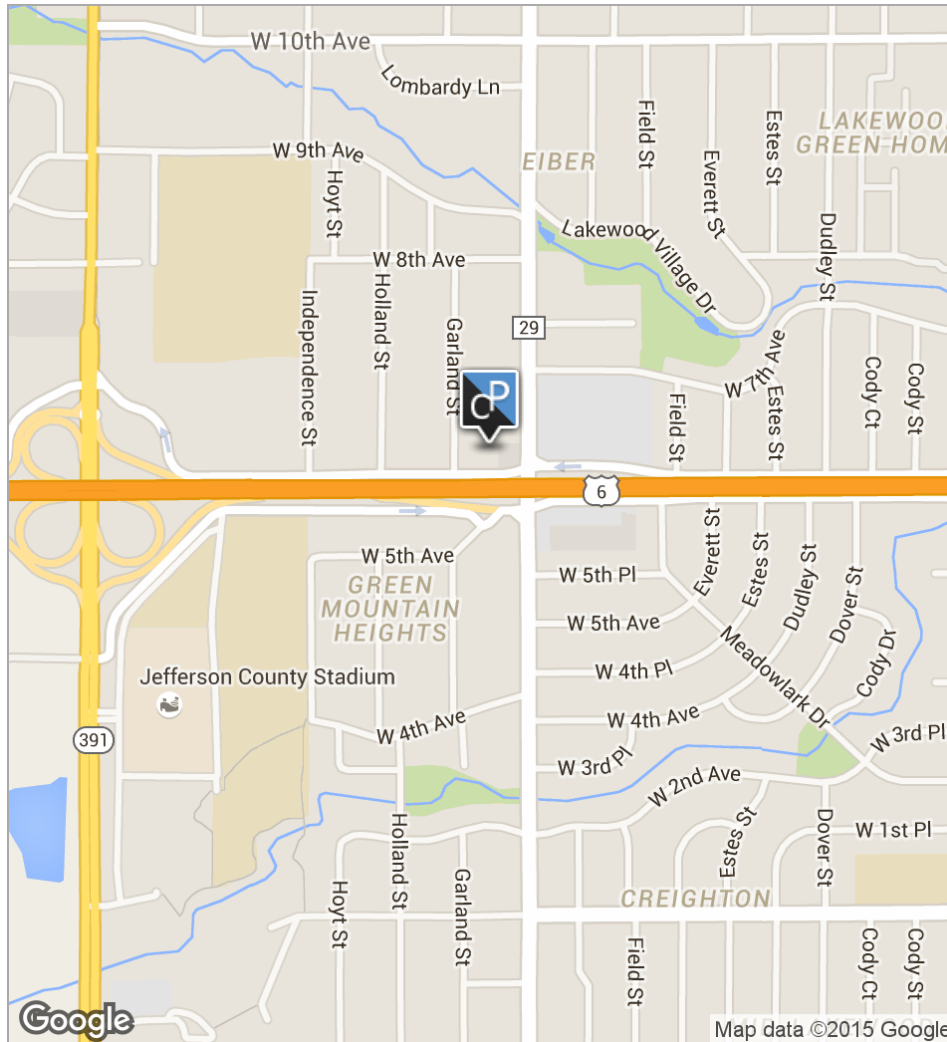 W 10th Ave
Lombardy Ln
Field St
Estes St
LAKEWOO
GREEN HOM
W 9th Ave
EIBER
Everett St
Hoyt St
Dudley St
Lakewood Village Dr
W 8th Ave
Independence St
Holland St
Garland St
29
W 7th Ave
Cody Ct
Cody St
Field St
Estes St
CP
6
W 5th Ave
W 5th Pl
Everett St
Estes St
Dudley St
Dover St
GREEN
MOUNTAIN
HEIGHTS
W 5th Ave
Meadowlark Dr
Cody Dr
Jefferson County Stadium
W 4th Pl
W 4th Ave
W 4th Ave
391
W 3rd Pl
W 3rd Pl
W 2nd Ave
Holland St
Estes St
Dover St
W 1st Pl
Hoyt St
Garland St
CREIGHTON
Field St
Cody Ct
Cody St
Google
Map data ©2015 Google